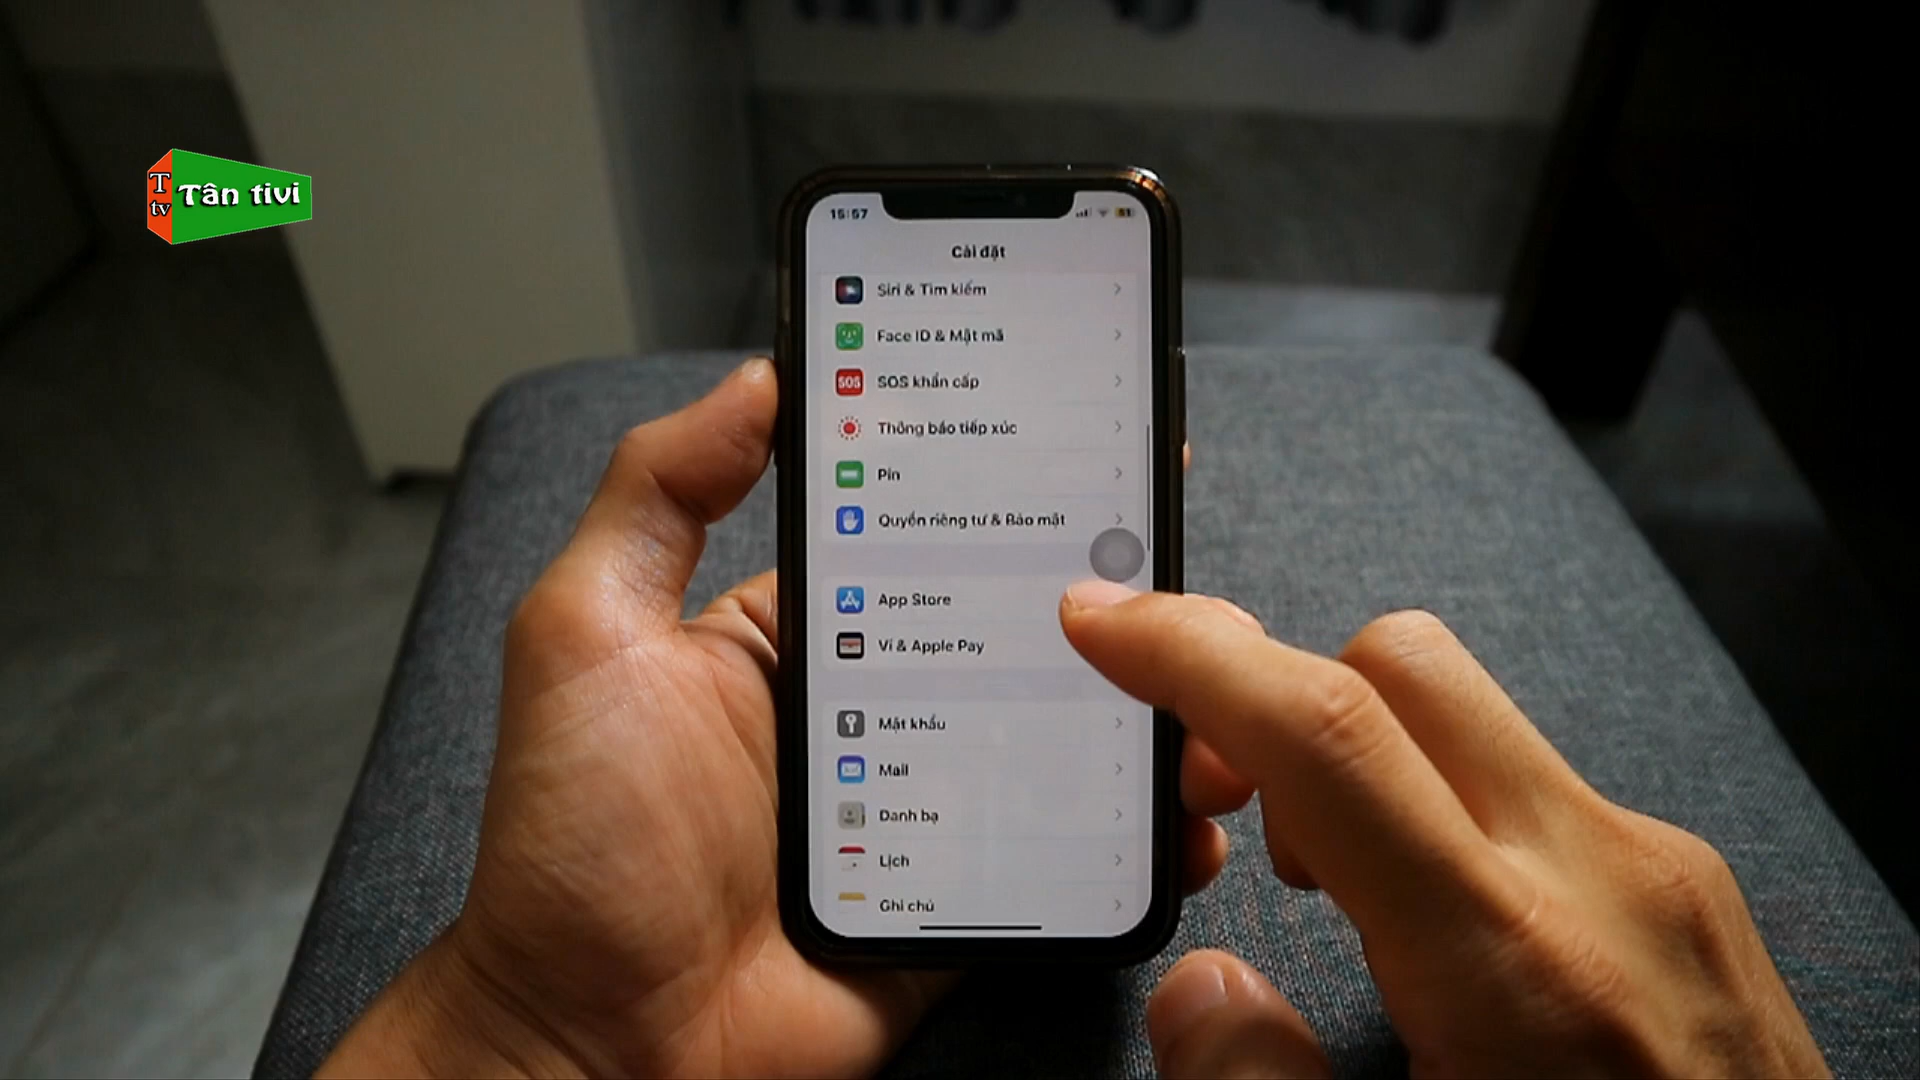 T
tv
Tân tivi
15:57
51
Cài đặt
Siri & Tìm kiếm
Face ID & Mật mã
SOS
SOS khẩn cấp
Thông báo tiếp xúc
Pin
Quyền riêng tư & Bảo mật
App Store
Ví & Apple Pay
Mật khẩu
Mail
Danh bạ
Lịch
Ghi chú